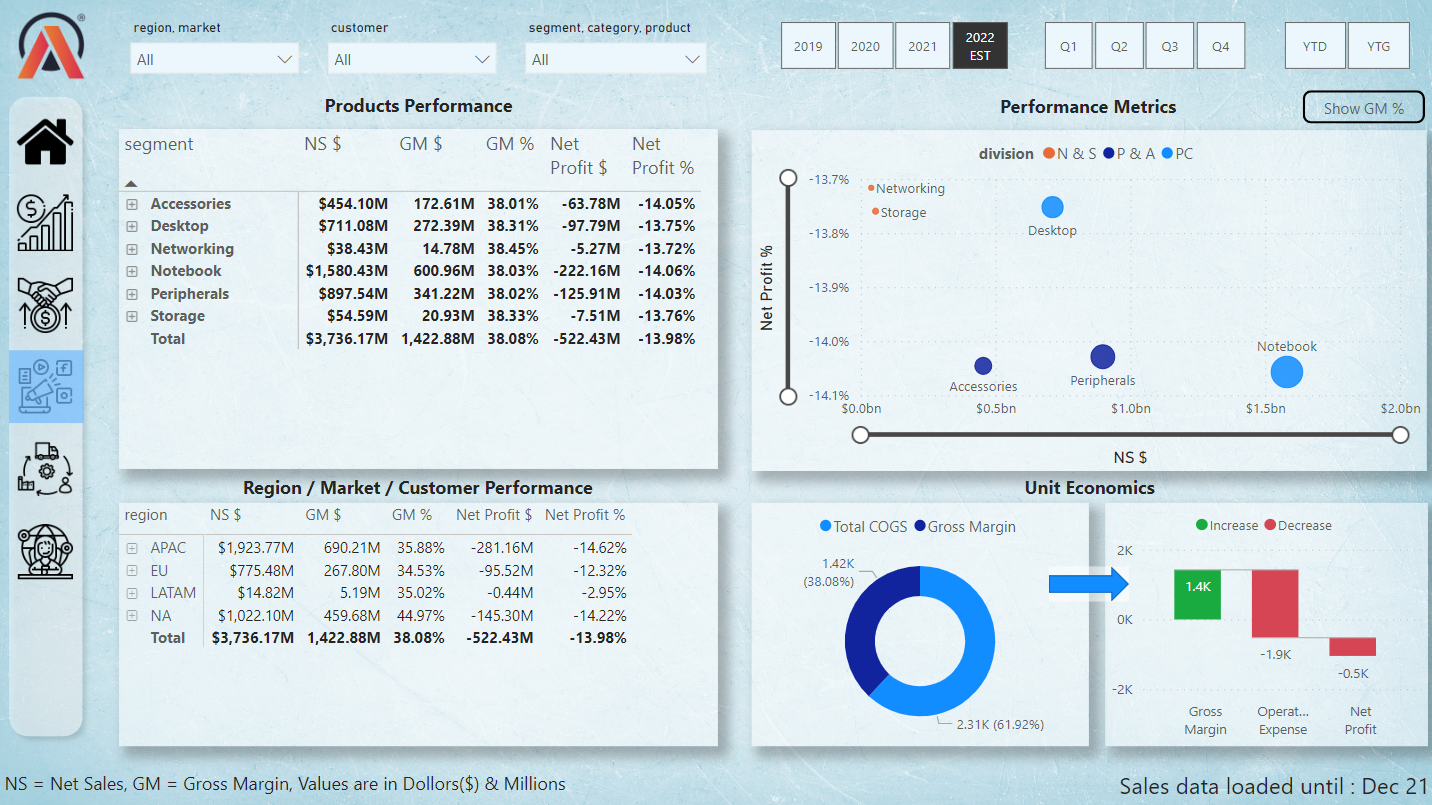 region, market
customer
segment, category, product
All
All
All
2019
2020
2021
2022
EST
Q1
Q2
Q3
Q4
YTD
YTG
Products Performance
segment NS $ GM $ GM % Net Profit $ Net Profit %
Accessories $454.10M 172.61M 38.01% -63.78M -14.05%
Desktop $711.08M 272.39M 38.31% -97.79M -13.75%
Networking $38.43M 14.78M 38.45% -5.27M -13.72%
Notebook $1,580.43M 600.96M 38.03% -222.16M -14.06%
Peripherals $897.54M 341.22M 38.02% -125.91M -14.03%
Storage $54.59M 20.93M 38.33% -7.51M -13.76%
Total $3,736.17M 1,422.88M 38.08% -522.43M -13.98%
Performance Metrics
Show GM %
division N & S P & A PC
Net Profit %
-13.7%
-13.8%
-13.9%
-14.0%
-14.1%
Networking
Storage
Desktop
Notebook
Peripherals
Accessories
$0.0bn $0.5bn $1.0bn $1.5bn $2.0bn
NS $
Region / Market / Customer Performance
region NS $ GM $ GM % Net Profit $ Net Profit %
APAC $1,923.77M 690.21M 35.88% -281.16M -14.62%
EU $775.48M 267.80M 34.53% -95.52M -12.32%
LATAM $14.82M 5.19M 35.02% -0.44M -2.95%
NA $1,022.10M 459.68M 44.97% -145.30M -14.22%
Total $3,736.17M 1,422.88M 38.08% -522.43M -13.98%
Unit Economics
Total COGS Gross Margin
1.42K
(38.08%)
2.31K (61.92%)
Increase Decrease
2K
0K
-2K
1.4K
-1.9K
-0.5K
Gross
Margin
Operat...
Expense
Net
Profit
NS = Net Sales, GM = Gross Margin, Values are in Dollors($) & Millions
Sales data loaded until : Dec 21